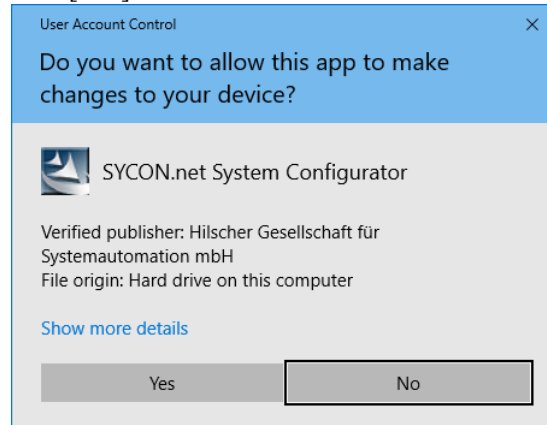 User Account Control
Do you want to allow this app to make
changes to your device?
SYCON.net System Configurator
Verified publisher: Hilscher Gesellschaft für
Systemautomation mbH
File origin: Hard drive on this computer
Show more details
Yes
No